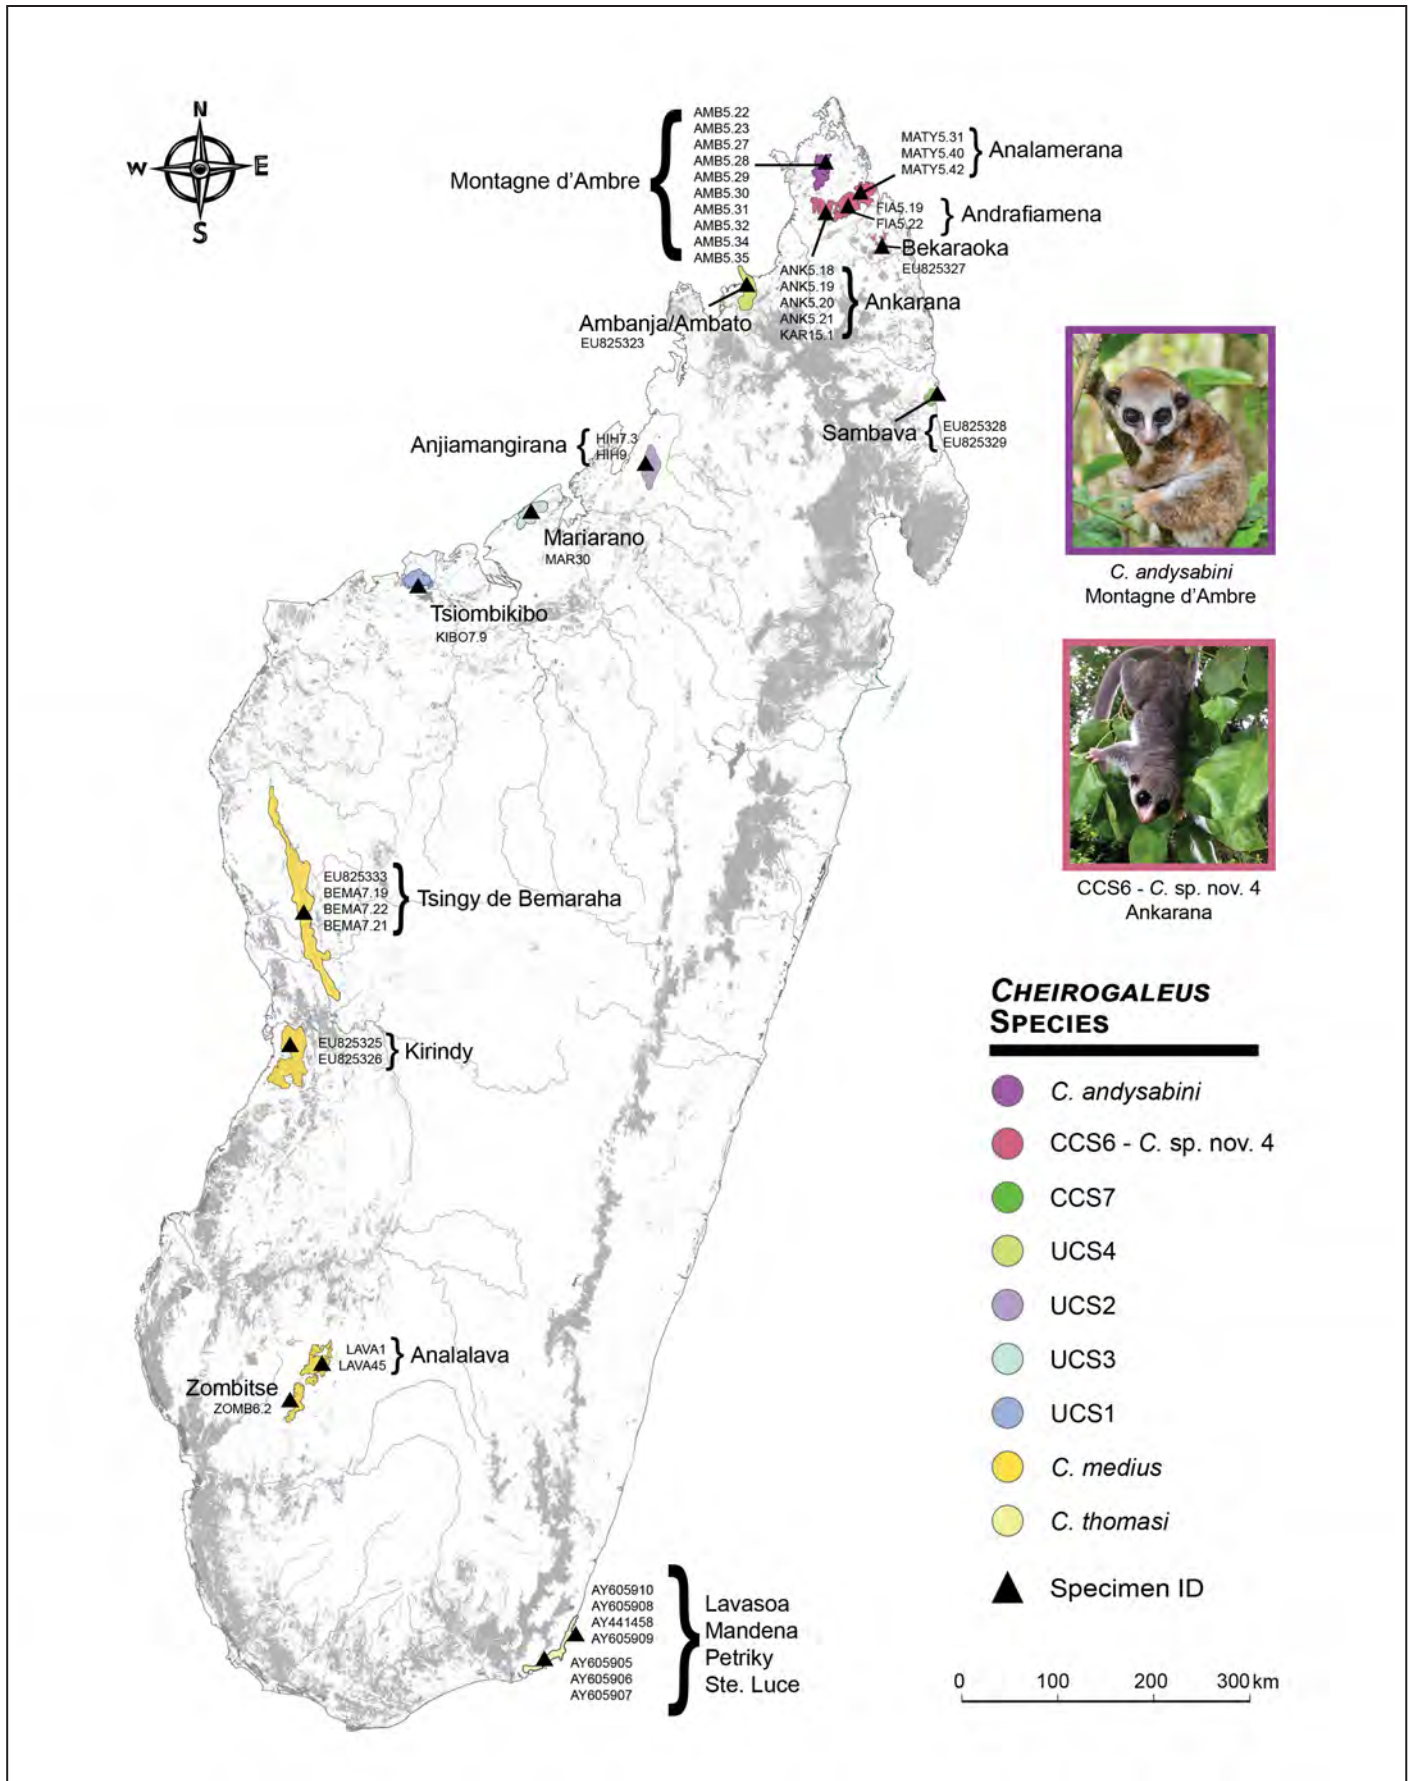 N
W
E
S
Montagne d'Ambre
AMB5.22
AMB5.23
AMB5.27
AMB5.28
AMB5.29
AMB5.30
AMB5.31
AMB5.32
AMB5.34
AMB5.35
MATY5.31
MATY5.40
MATY5.42
Analamerana
FIA5.19
FIA5.22
Andrafiamena
Bekaraoka
EU825327
ANK5.18
ANK5.19
ANK5.20
ANK5.21
KAR15.1
Ankarana
Ambanja/Ambato
EU825323
Sambava
EU825328
EU825329
Anjiamangirana
HIH7.3
HIH9
Mariarano
MAR30
Tsiombikibo
KIBO7.9
C. andysabini
Montagne d'Ambre
CCS6 - C. sp. nov. 4
Ankarana
EU825333
BEMA7.19
BEMA7.22
BEMA7.21
Tsingy de Bemaraha
EU825325
EU825326
Kirindy
LAVA1
LAVA45
Analalava
Zombitse
ZOMB6.2
AY605910
AY605908
AY441458
AY605909
AY605905
AY605906
AY605907
Lavasoa
Mandena
Petriky
Ste. Luce
CHEIROGALEUS
SPECIES
C. andysabini
CCS6 - C. sp. nov. 4
CCS7
UCS4
UCS2
UCS3
UCS1
C. medius
C. thomasi
Specimen ID
0 100 200 300 km